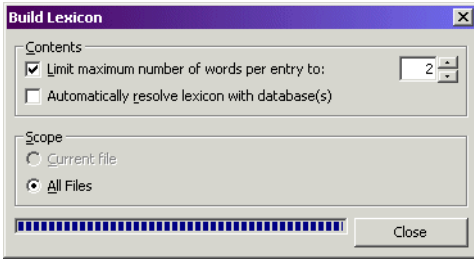 Build Lexicon
Contents
Limit maximum number of words per entry to: 2
Automatically resolve lexicon with database(s)
Scope
Current file
All Files
Close